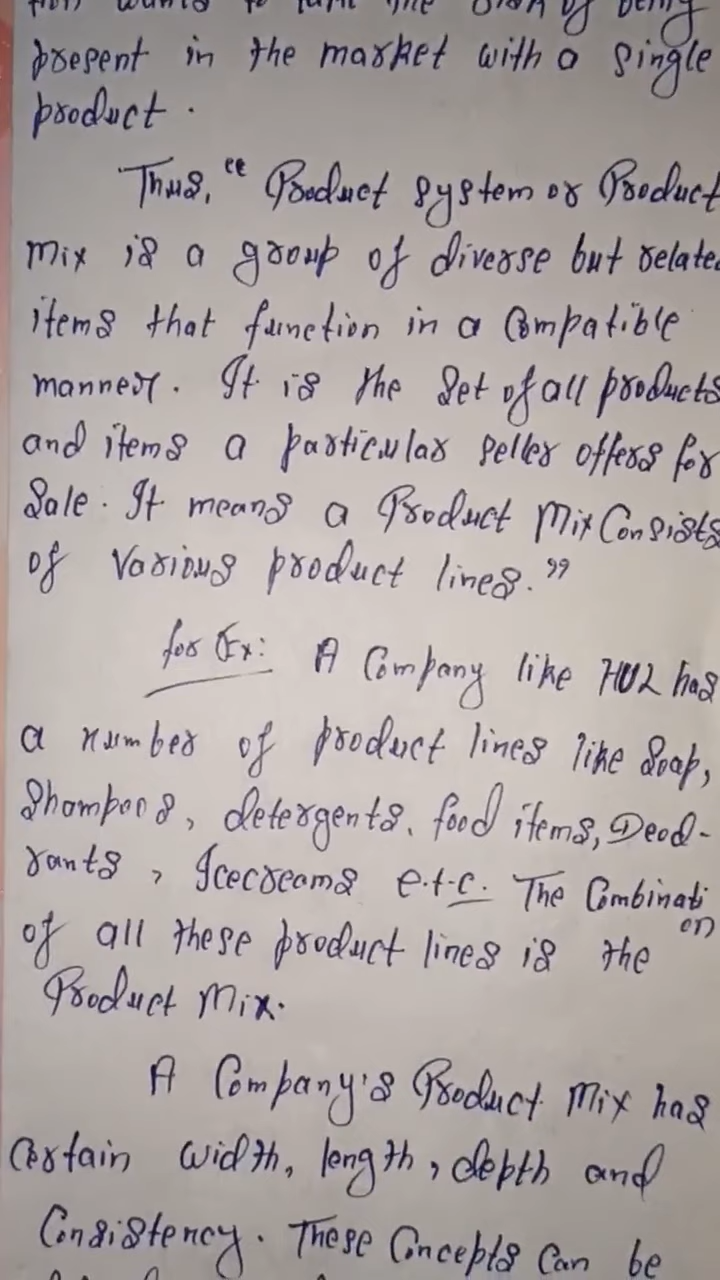 present in the market with a single
product.
Thus, "Product system or Product
mix is a group of diverse but relate
items that function in a Compatible
manner. It is the Set of all products
and items a particular seller offers for
Sale. It means a Product Mix Consists
of Various product lines."
for Ex: A Company like HUL has
a number of product lines like Soap,
Shampoos, detergents, food items, Deod-
rants, Icecreams e.t.c. The Combinati
on
of all these product lines is the
Product Mix.
A Company's Product Mix has
Certain width, length, depth and
Consistency. These Concepts Can be